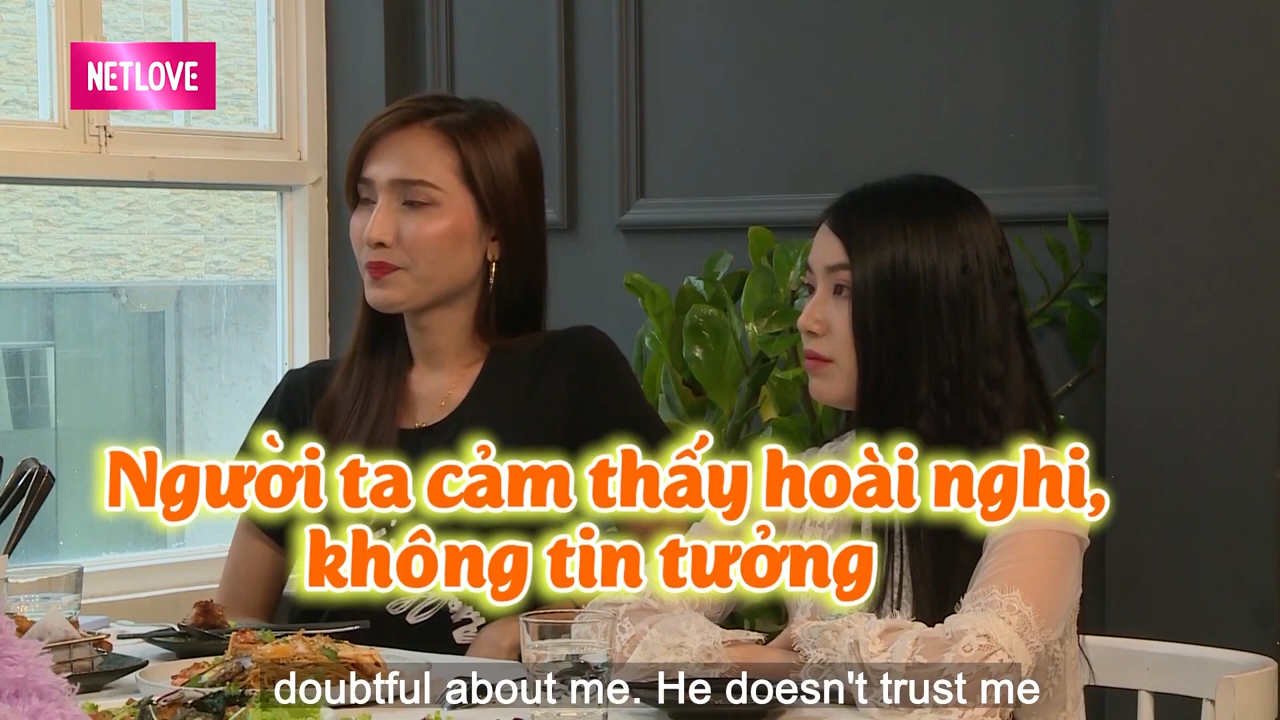 NETLOVE
Người ta cảm thấy hoài nghi,
không tin tưởng
doubtful about me. He doesn't trust me